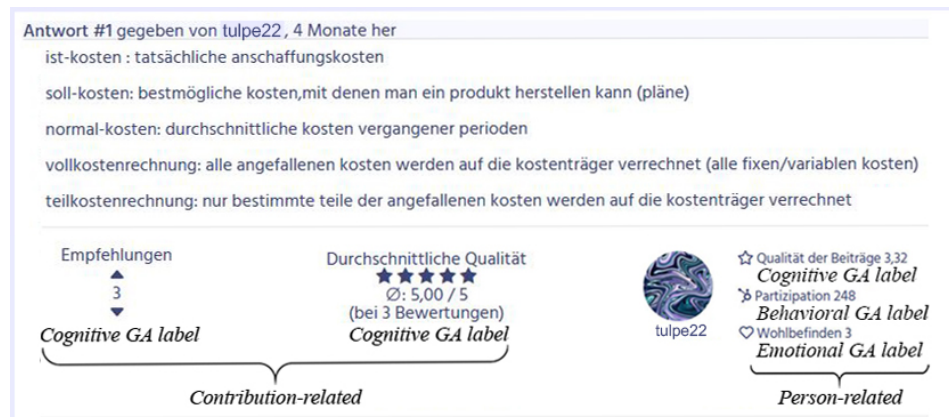 Antwort #1 gegeben von tulpe22, 4 Monate her
ist-kosten : tatsächliche anschaffungskosten
soll-kosten: bestmögliche kosten,mit denen man ein produkt herstellen kann (pläne)
normal-kosten: durchschnittliche kosten vergangener perioden
vollkostenrechnung: alle angefallenen kosten werden auf die kostenträger verrechnet (alle fixen/variablen kosten)
teilkostenrechnung: nur bestimmte teile der angefallenen kosten werden auf die kostenträger verrechnet
Empfehlungen
3
Cognitive GA label
Durchschnittliche Qualität
Ø: 5,00 / 5
(bei 3 Bewertungen)
Cognitive GA label
Contribution-related
tulpe22
Qualität der Beiträge 3,32
Cognitive GA label
Partizipation 248
Behavioral GA label
Wohlbefinden 3
Emotional GA label
Person-related